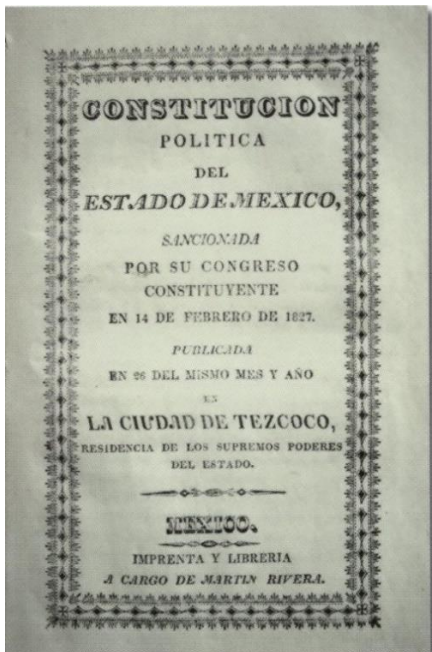 CONSTITUCION
POLITICA
DEL
ESTADO DE MEXICO,
SANCIONADA
POR SU CONGRESO
CONSTITUYENTE
EN 14 DE FEBRERO DE 1827.
PUBLICADA
EN 26 DEL MISMO MES Y AÑO
EN
LA CIUDAD DE TEZCOCO,
RESIDENCIA DE LOS SUPREMOS PODERES
DEL ESTADO.
MEXICO.
IMPRENTA Y LIBRERIA
A CARGO DE MARTIN RIVERA.